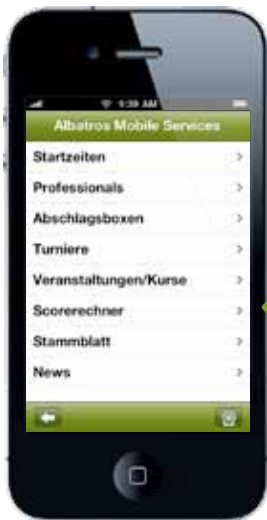 9:39 AM
Albatros Mobile Services
Startzeiten
Professionals
Abschlagsboxen
Turniere
Veranstaltungen/Kurse
Scorerechner
Stammblatt
News